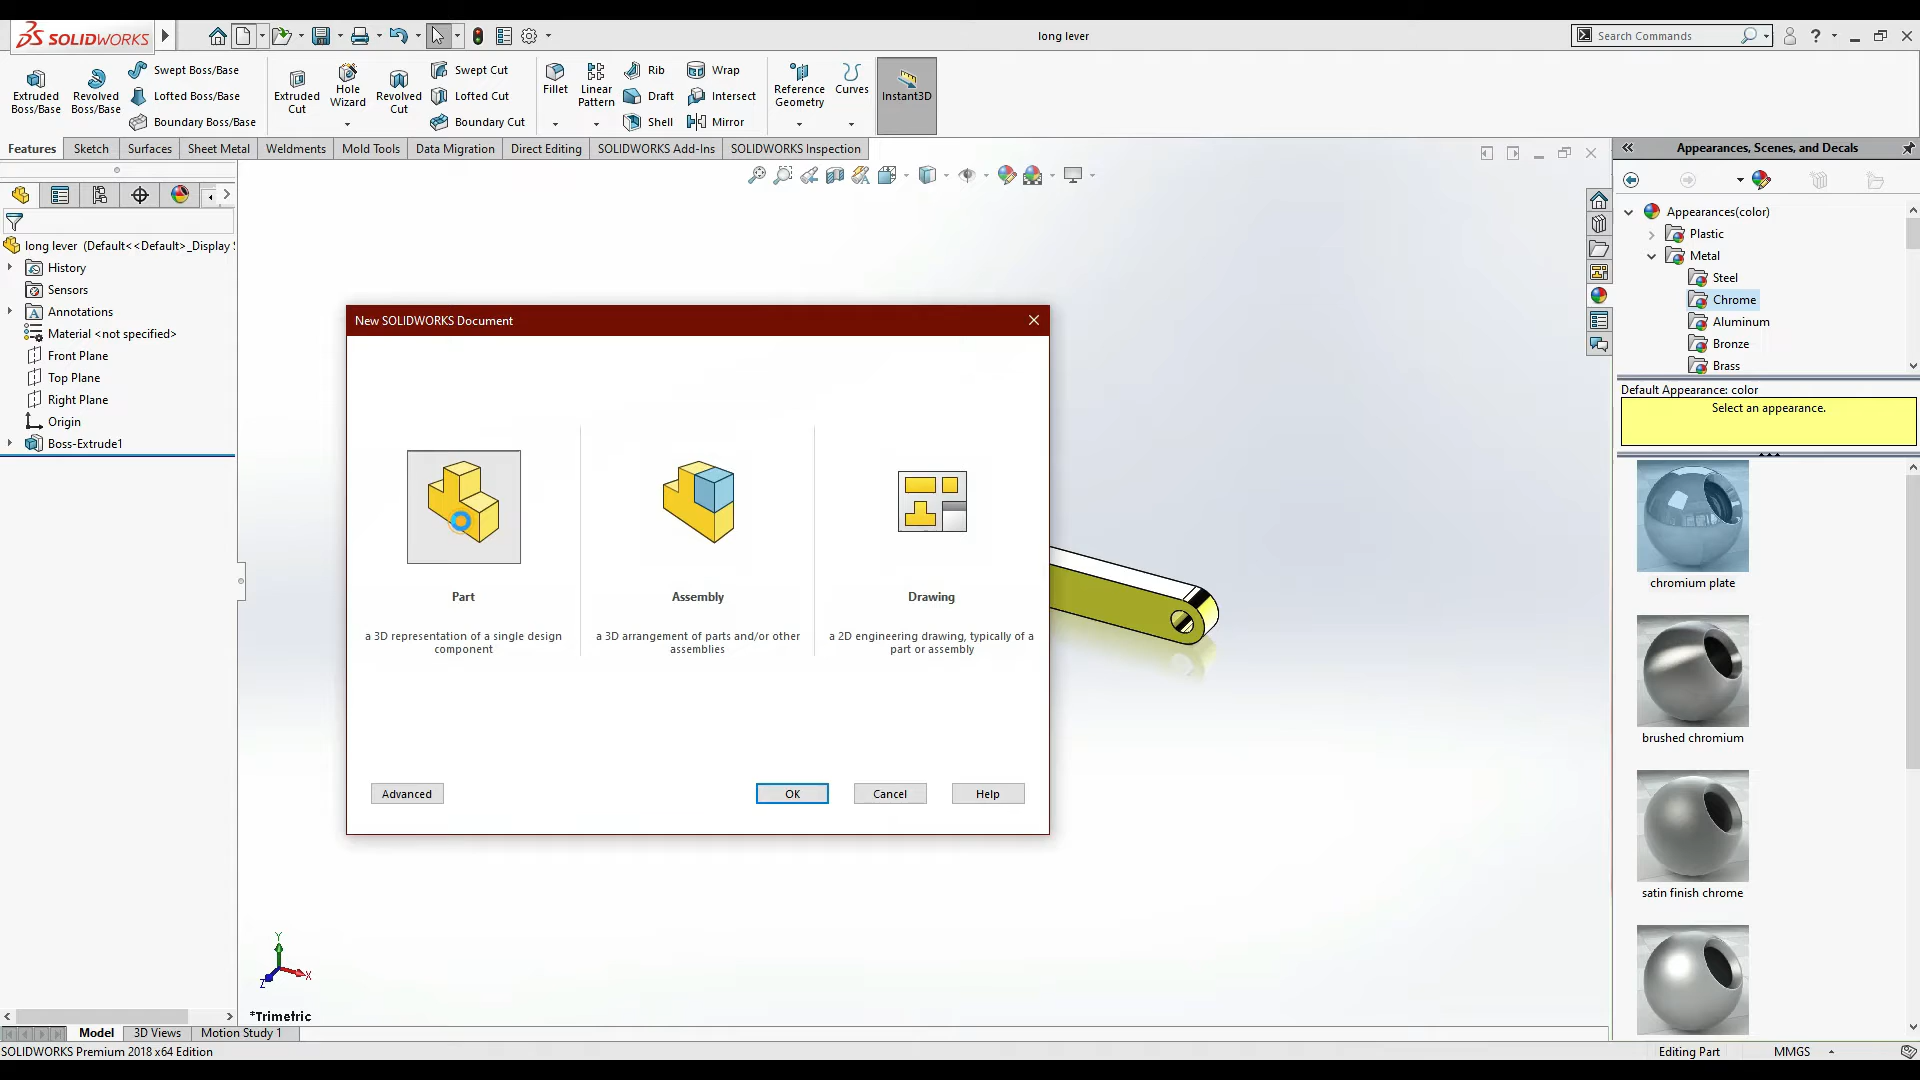 SOLIDWORKS
long lever
Search Commands
Extruded Boss/Base
Revolved Boss/Base
Swept Boss/Base
Lofted Boss/Base
Boundary Boss/Base
Extruded Cut
Hole Wizard
Revolved Cut
Swept Cut
Lofted Cut
Boundary Cut
Fillet
Linear Pattern
Rib
Draft
Shell
Wrap
Intersect
Mirror
Reference Geometry
Curves
Instant3D
Features
Sketch
Surfaces
Sheet Metal
Weldments
Mold Tools
Data Migration
Direct Editing
SOLIDWORKS Add-Ins
SOLIDWORKS Inspection
long lever (Default<<Default>_Display
History
Sensors
Annotations
Material <not specified>
Front Plane
Top Plane
Right Plane
Origin
Boss-Extrude1
New SOLIDWORKS Document
Part
a 3D representation of a single design
component
Assembly
a 3D arrangement of parts and/or other
assemblies
Drawing
a 2D engineering drawing, typically of a
part or assembly
Advanced
OK
Cancel
Help
Appearances, Scenes, and Decals
Appearances(color)
Plastic
Metal
Steel
Chrome
Aluminum
Bronze
Brass
Default Appearance: color
Select an appearance.
chromium plate
brushed chromium
satin finish chrome
Y
X
Z
*Trimetric
Model
3D Views
Motion Study 1
SOLIDWORKS Premium 2018 x64 Edition
Editing Part
MMGS